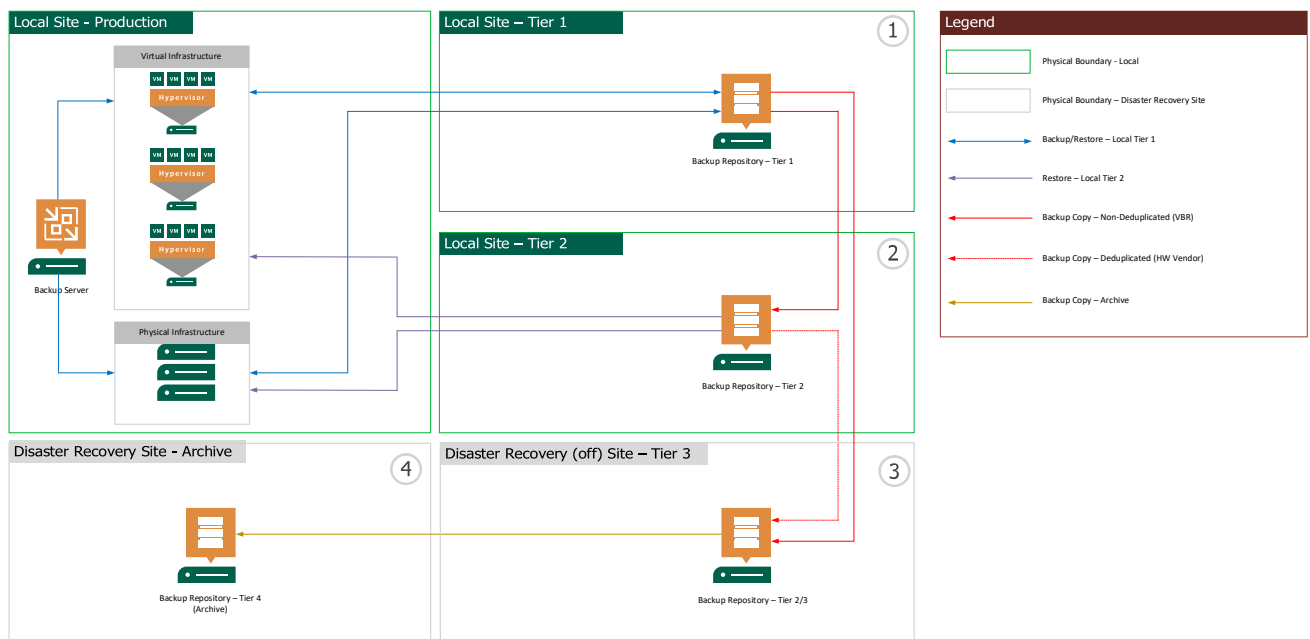 Local Site - Production
Virtual Infrastructure
VM VM VM VM
Hypervisor
VM VM VM VM
Hypervisor
VM VM VM VM
Hypervisor
Backup Server
Physical Infrastructure
Local Site – Tier 1
1
Backup Repository – Tier 1
Local Site – Tier 2
2
Backup Repository – Tier 2
Disaster Recovery Site - Archive
4
Backup Repository – Tier 4
(Archive)
Disaster Recovery (off) Site – Tier 3
3
Backup Repository – Tier 2/3
Legend
Physical Boundary - Local
Physical Boundary – Disaster Recovery Site
Backup/Restore – Local Tier 1
Restore – Local Tier 2
Backup Copy – Non-Deduplicated (VBR)
Backup Copy – Deduplicated (HW Vendor)
Backup Copy – Archive